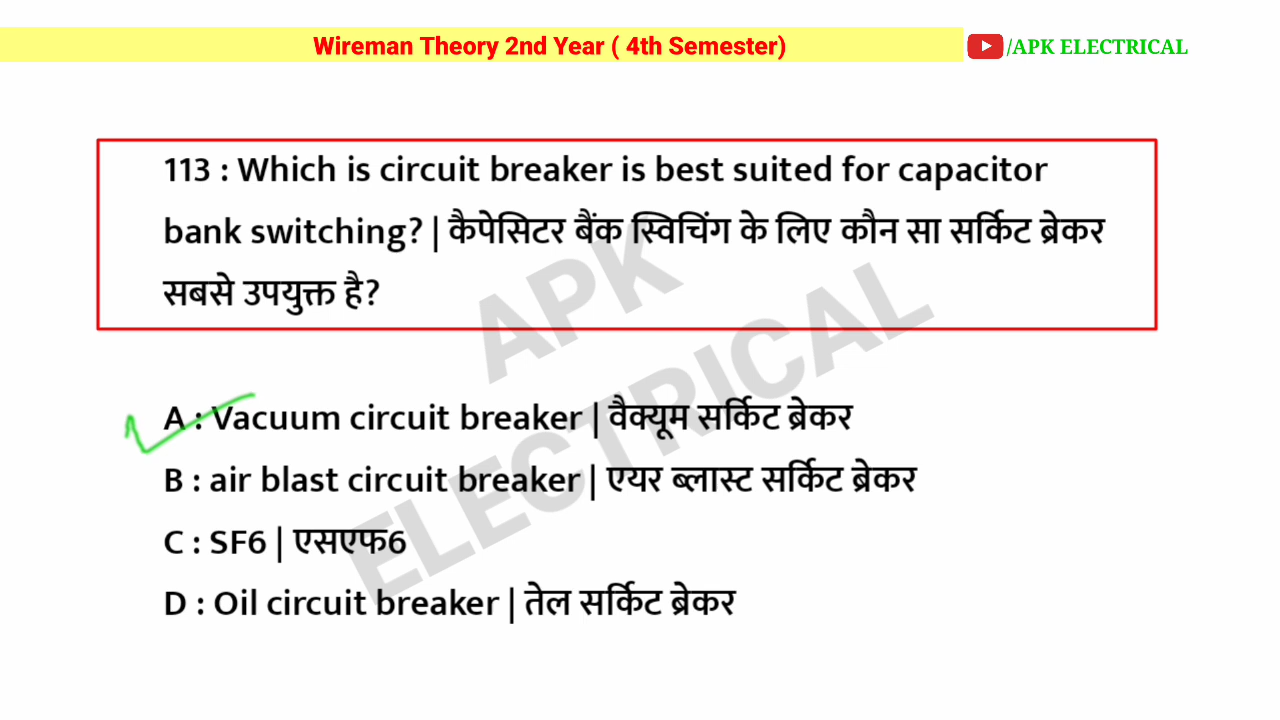 Wireman Theory 2nd Year ( 4th Semester)
/APK ELECTRICAL
113 : Which is circuit breaker is best suited for capacitor
bank switching? | कैपेसिटर बैंक स्विचिंग के लिए कौन सा सर्किट ब्रेकर
सबसे उपयुक्त है?
APK
ELECTRICAL
A : Vacuum circuit breaker | वैक्यूम सर्किट ब्रेकर
B : air blast circuit breaker | एयर ब्लास्ट सर्किट ब्रेकर
C : SF6 | एसएफ6
D : Oil circuit breaker | तेल सर्किट ब्रेकर